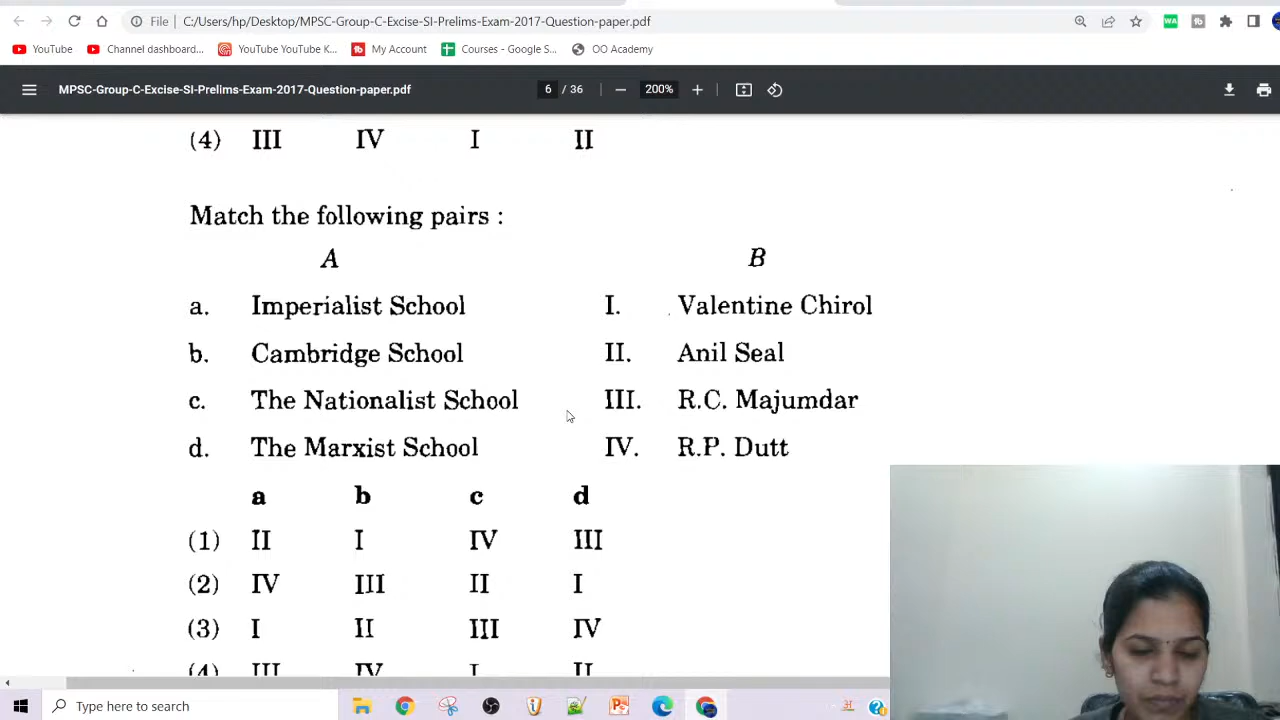 File C:/Users/hp/Desktop/MPSC-Group-C-Excise-SI-Prelims-Exam-2017-Question-paper.pdf
YouTube Channel dashboard... YouTube YouTube K... My Account Courses - Google S... OO Academy
MPSC-Group-C-Excise-SI-Prelims-Exam-2017-Question-paper.pdf 6 / 36 200%
(4) III IV I II
Match the following pairs :
A B
a. Imperialist School I. Valentine Chirol
b. Cambridge School II. Anil Seal
c. The Nationalist School III. R.C. Majumdar
d. The Marxist School IV. R.P. Dutt
a b c d
(1) II I IV III
(2) IV III II I
(3) I II III IV
(4) III IV I II
Type here to search